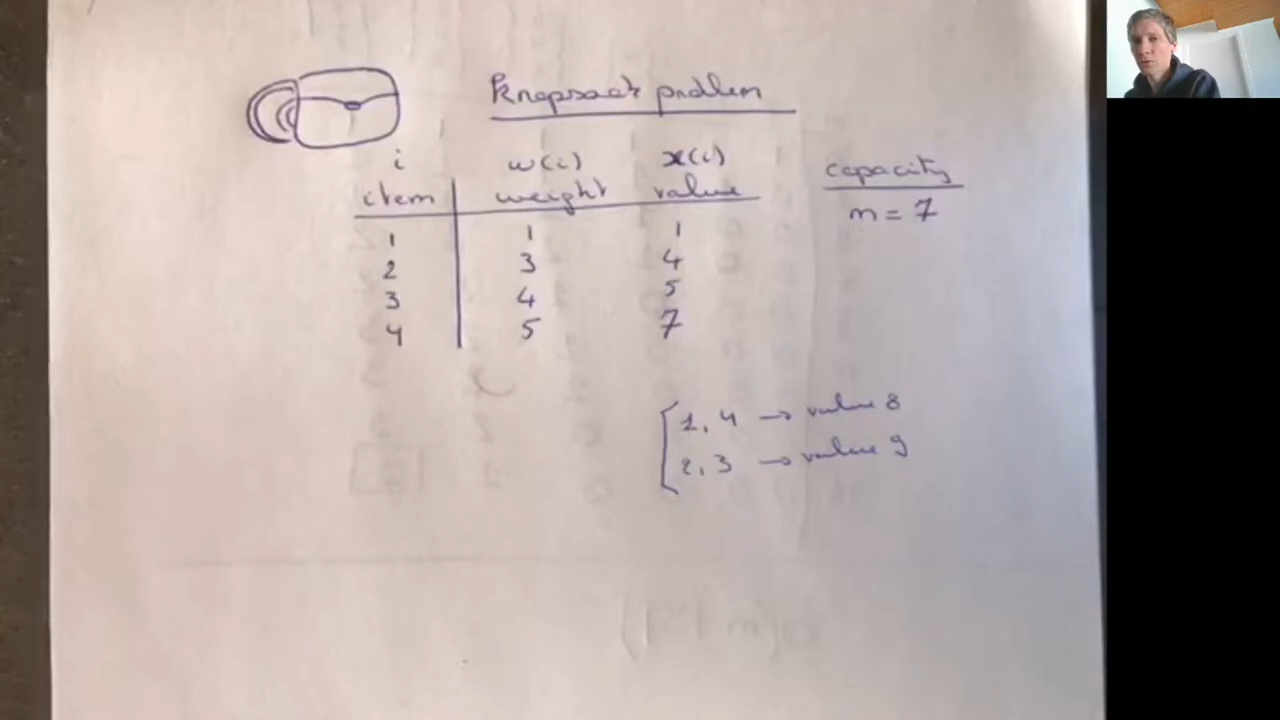 Knapsack problem
i w(i) x(i)
item weight value capacity
m = 7
1 1 1
2 3 4
3 4 5
4 5 7
1, 4 → value 8
2, 3 → value 9